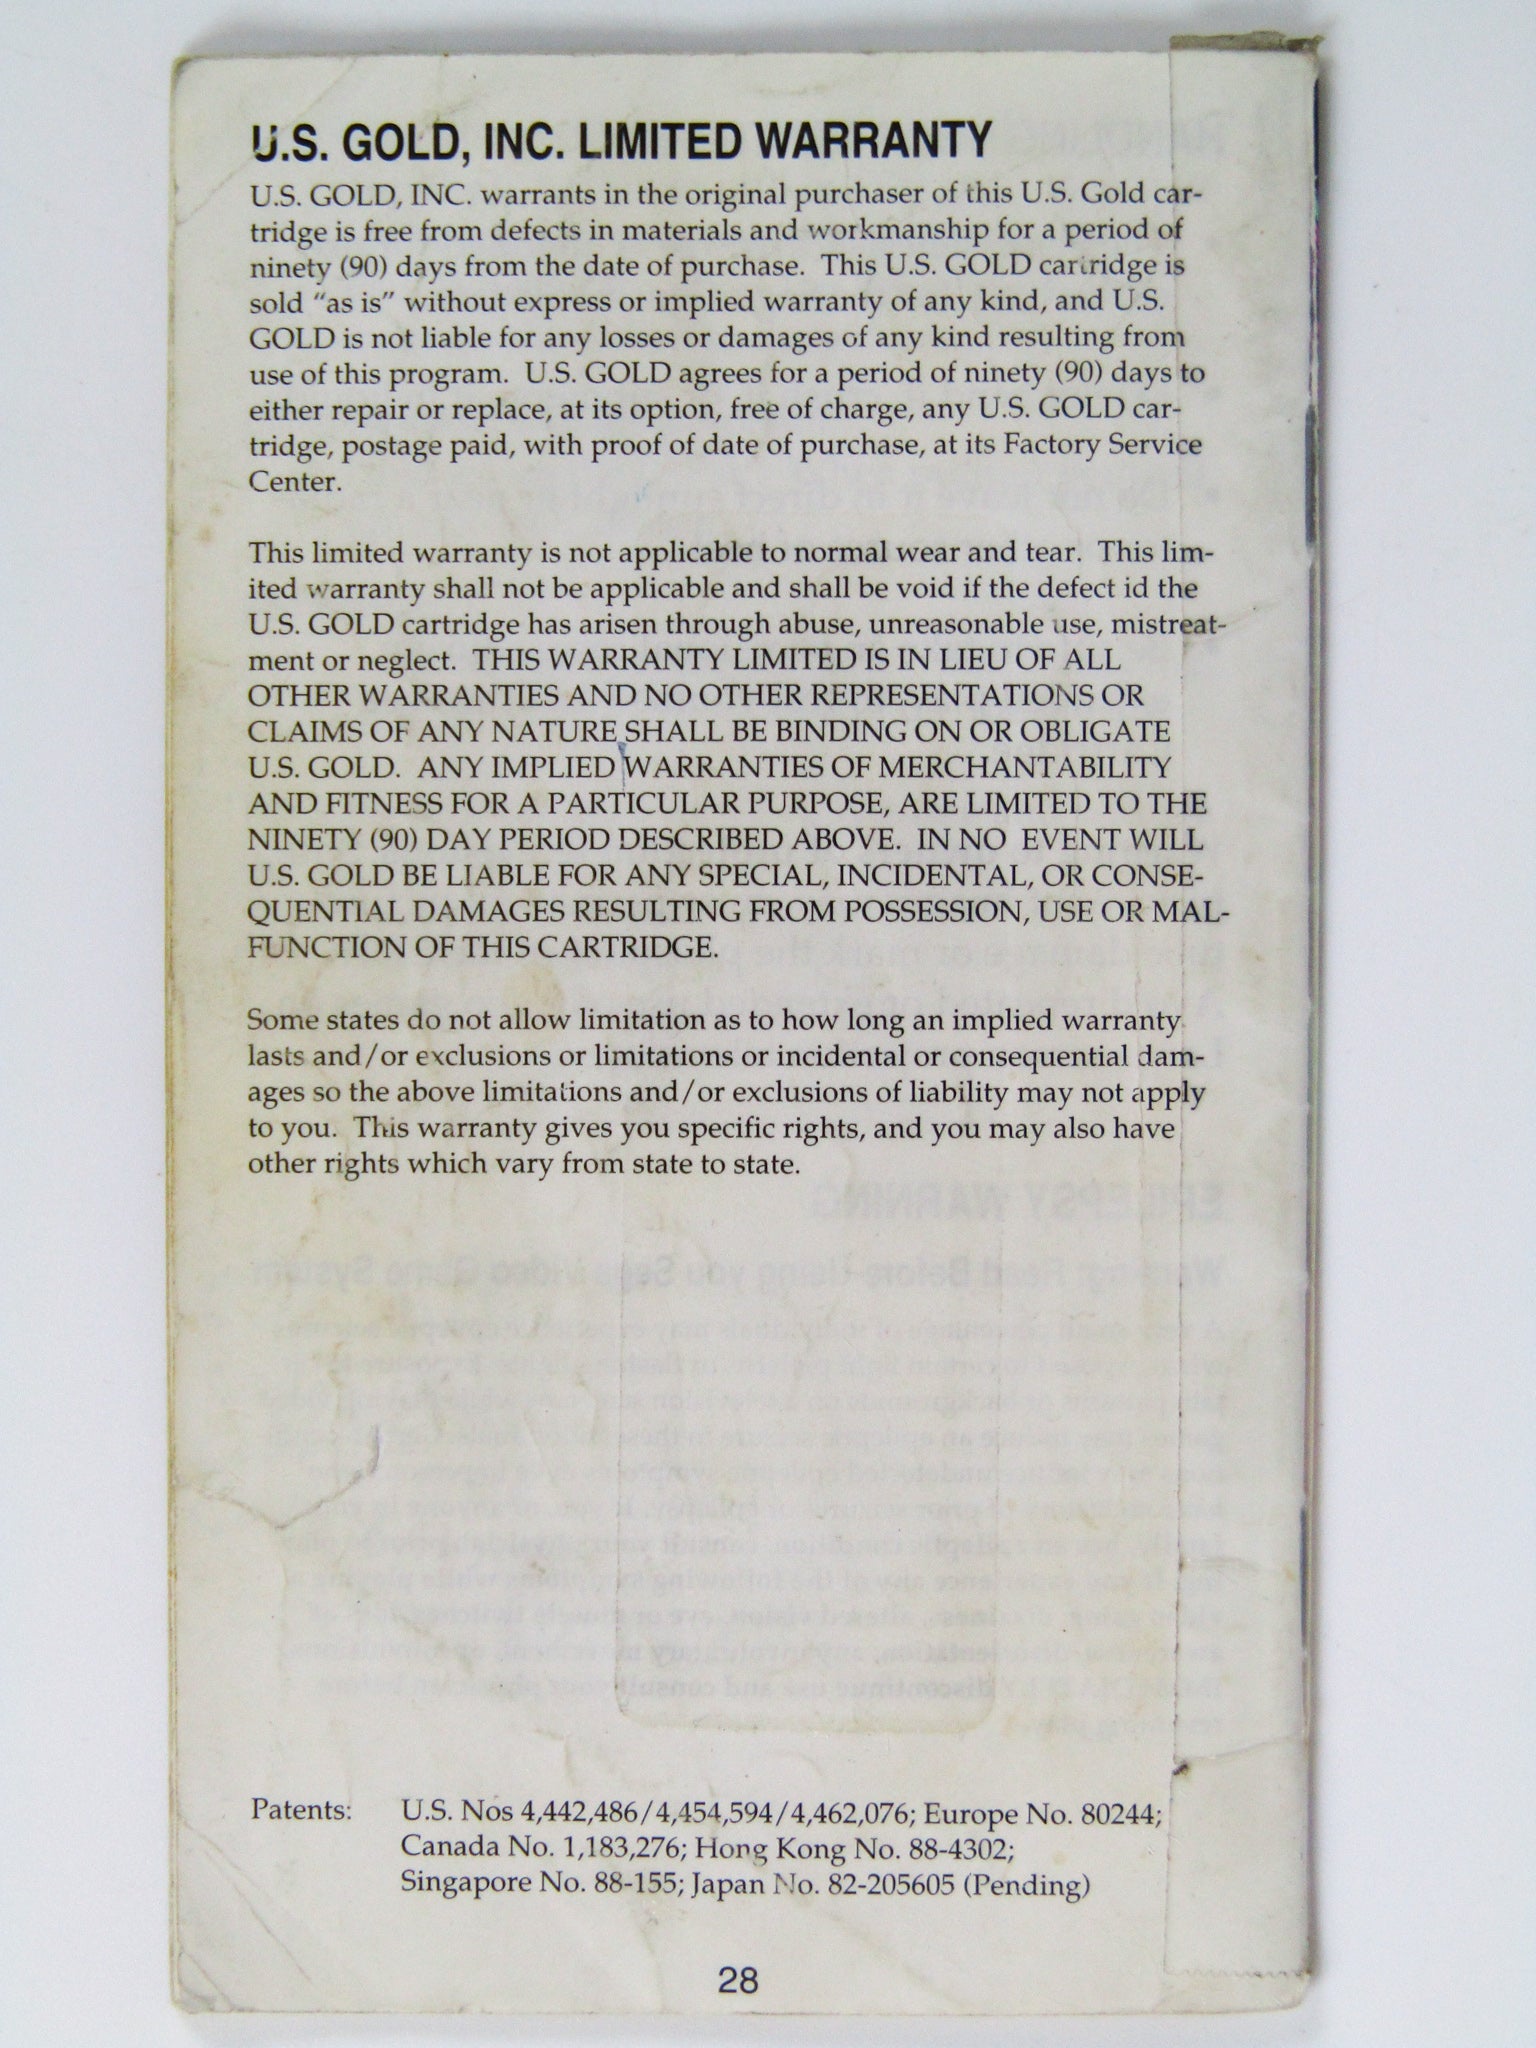 U.S. GOLD, INC. LIMITED WARRANTY
U.S. GOLD, INC. warrants in the original purchaser of this U.S. Gold car-
tridge is free from defects in materials and workmanship for a period of
ninety (90) days from the date of purchase. This U.S. GOLD cartridge is
sold “as is” without express or implied warranty of any kind, and U.S.
GOLD is not liable for any losses or damages of any kind resulting from
use of this program. U.S. GOLD agrees for a period of ninety (90) days to
either repair or replace, at its option, free of charge, any U.S. GOLD car-
tridge, postage paid, with proof of date of purchase, at its Factory Service
Center.
This limited warranty is not applicable to normal wear and tear. This lim-
ited warranty shall not be applicable and shall be void if the defect id the
U.S. GOLD cartridge has arisen through abuse, unreasonable use, mistreat-
ment or neglect. THIS WARRANTY LIMITED IS IN LIEU OF ALL
OTHER WARRANTIES AND NO OTHER REPRESENTATIONS OR
CLAIMS OF ANY NATURE SHALL BE BINDING ON OR OBLIGATE
U.S. GOLD. ANY IMPLIED WARRANTIES OF MERCHANTABILITY
AND FITNESS FOR A PARTICULAR PURPOSE, ARE LIMITED TO THE
NINETY (90) DAY PERIOD DESCRIBED ABOVE. IN NO EVENT WILL
U.S. GOLD BE LIABLE FOR ANY SPECIAL, INCIDENTAL, OR CONSE-
QUENTIAL DAMAGES RESULTING FROM POSSESSION, USE OR MAL-
FUNCTION OF THIS CARTRIDGE.
Some states do not allow limitation as to how long an implied warranty
lasts and/or exclusions or limitations or incidental or consequential dam-
ages so the above limitations and/or exclusions of liability may not apply
to you. This warranty gives you specific rights, and you may also have
other rights which vary from state to state.
Patents: U.S. Nos 4,442,486/4,454,594/4,462,076; Europe No. 80244;
Canada No. 1,183,276; Hong Kong No. 88-4302;
Singapore No. 88-155; Japan No. 82-205605 (Pending)
28